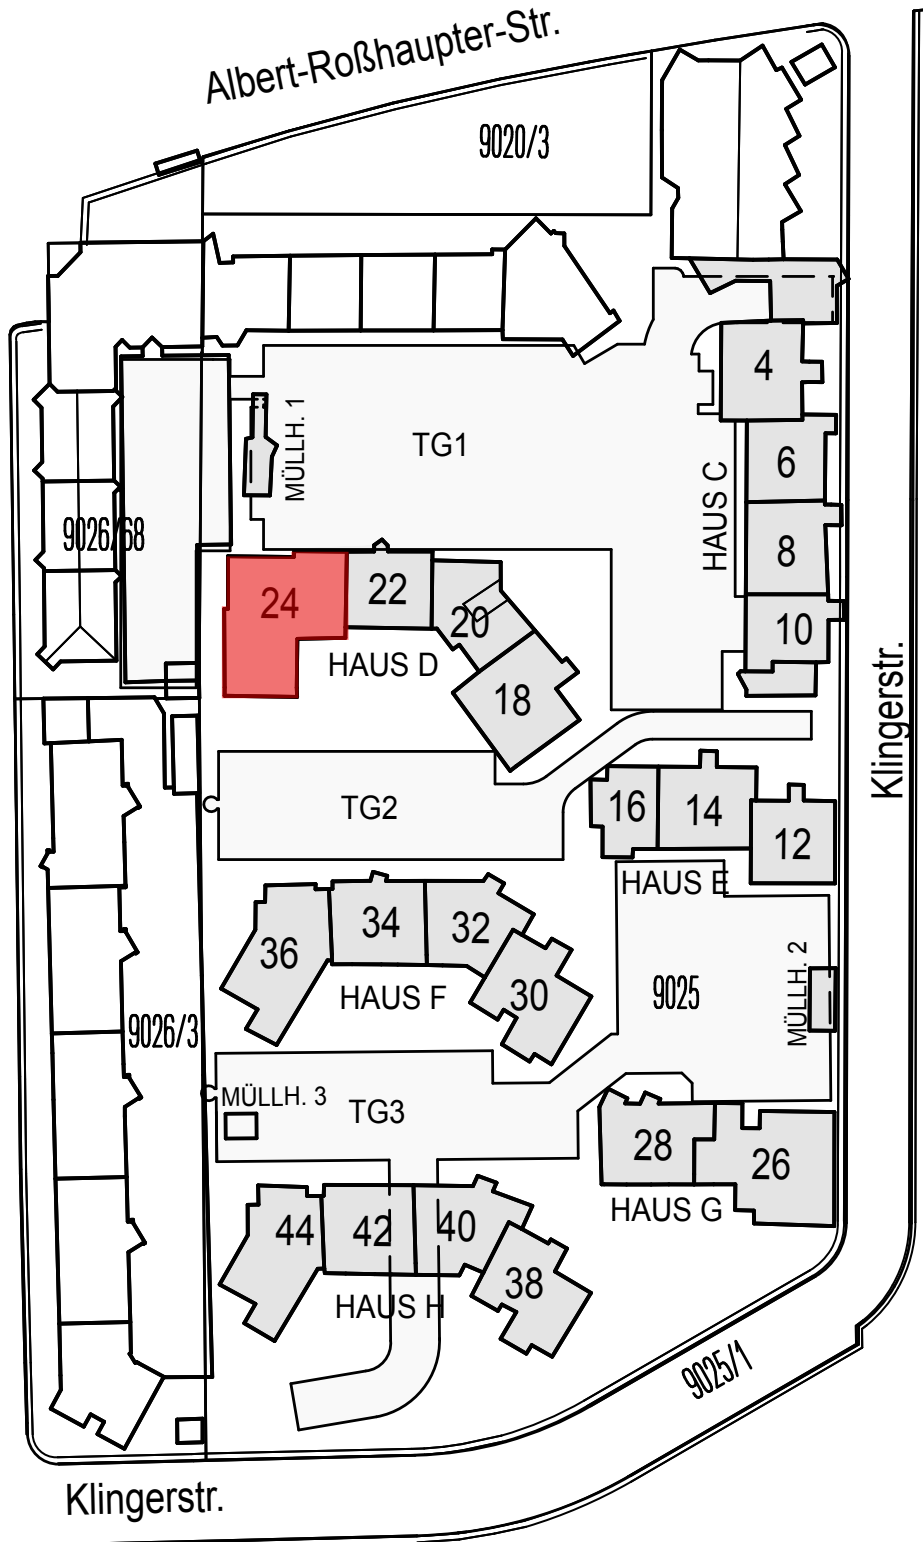 Albert-Roßhaupter-Str.
9020/3
4
MÜLLH. 1
TG1
6
HAUS C
9026/68
8
24
22
20
10
HAUS D
18
Klingerstr.
TG2
16
14
12
HAUS E
36
34
32
30
HAUS F
9025
MÜLLH. 2
9026/3
MÜLLH. 3
TG3
28
26
HAUS G
44
42
40
38
HAUS H
9025/1
Klingerstr.